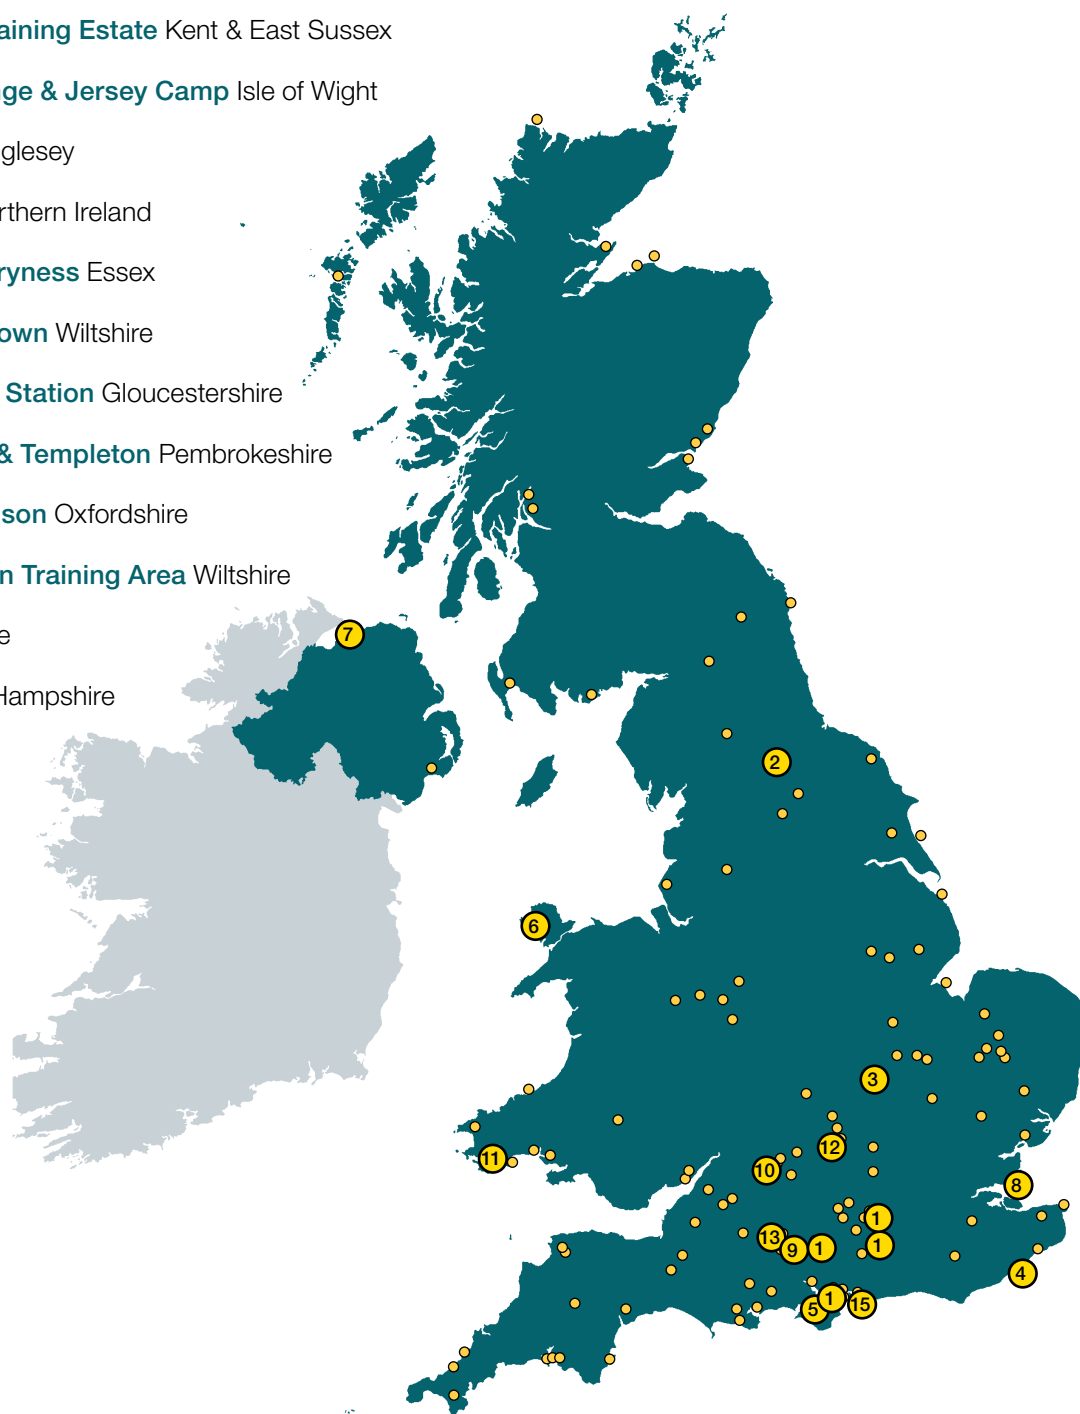 aining Estate Kent & East Sussex
ge & Jersey Camp Isle of Wight
glesey
rthern Ireland
ryness Essex
own Wiltshire
Station Gloucestershire
& Templeton Pembrokeshire
son Oxfordshire
n Training Area Wiltshire
e
Hampshire
7
2
6
3
12
11
10
8
1
13
9
1
1
4
1
5
15